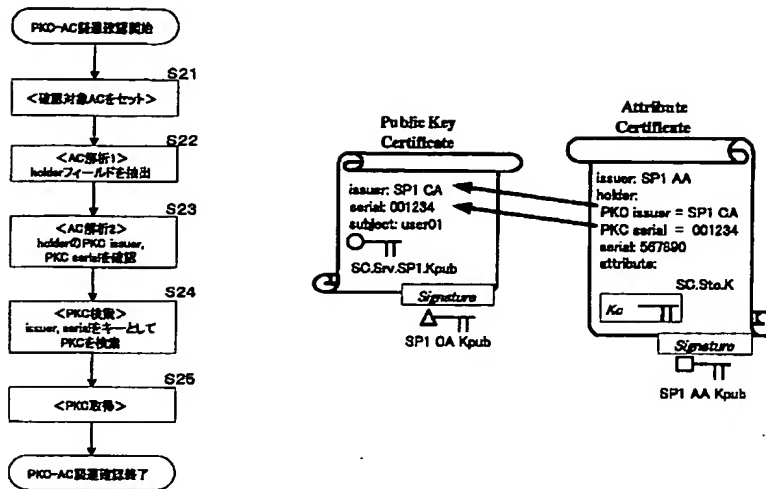 PKC-AC関連確認開始
S21
<確認対象ACをセット>
S22
<AC解析1>
holderフィールドを抽出
S23
<AC解析2>
holderのPKC issuer,
PKC serialを確認
S24
<PKC検索>
issuer, serialをキーとして
PKCを検索
S25
<PKC取得>
PKC-AC関連確認終了
Public Key
Certificate
issuer: SP1 CA
serial: 001234
subject: user01
SC.Srv.SP1.Kpub
Signature
SP1 CA Kpub
Attribute
Certificate
issuer: SP1 AA
holder:
PKC issuer = SP1 CA
PKC serial = 001234
serial: 567890
attribute:
SC.Sto.K
Kc
Signature
SP1 AA Kpub